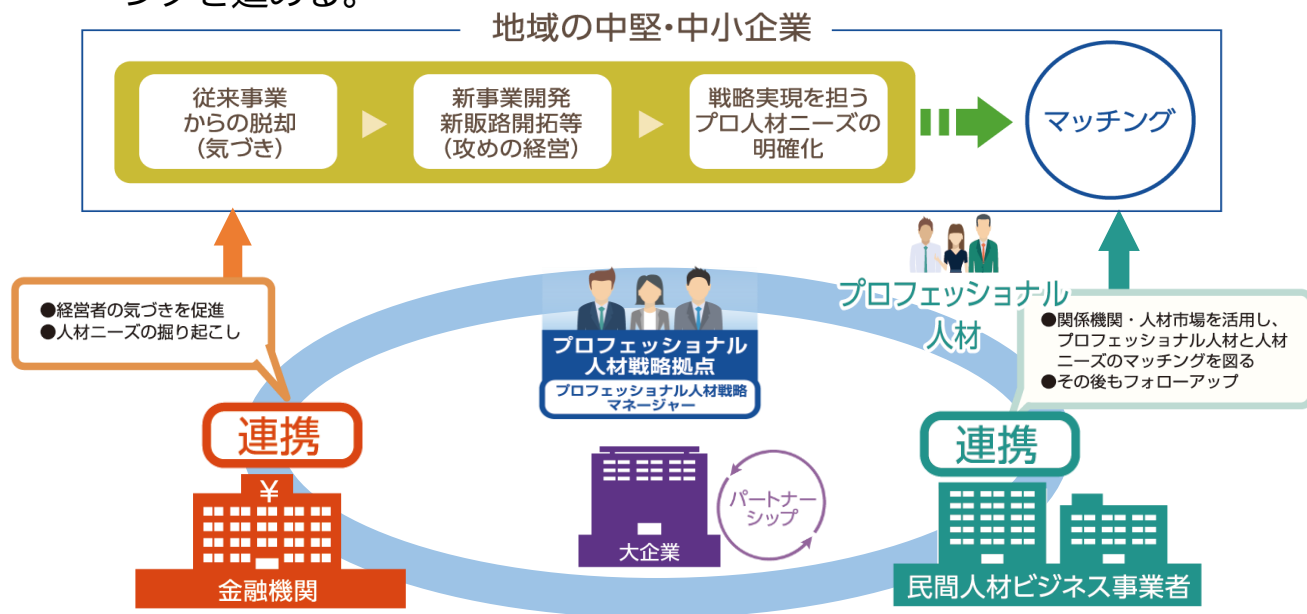 地域の中堅・中小企業
従来事業
からの脱却
(気づき)
新事業開発
新販路開拓等
(攻めの経営)
戦略実現を担う
プロ人材ニーズの
明確化
マッチング
●経営者の気づきを促進
●人材ニーズの掘り起こし
プロフェッショナル
人材戦略拠点
プロフェッショナル人材戦略
マネージャー
プロフェッショナル
人材
●関係機関・人材市場を活用し、
プロフェッショナル人材と人材
ニーズのマッチングを図る
●その後もフォローアップ
連携
¥
金融機関
大企業
パートナー
シップ
連携
民間人材ビジネス事業者